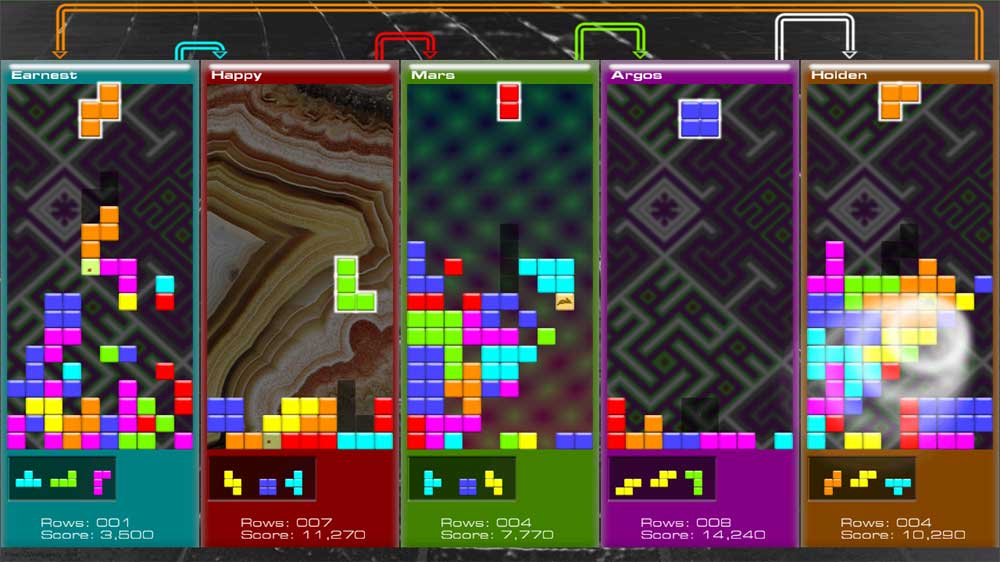 Earnest
Happy
Mars
Argos
Holden
Rows: 001
Score: 3,500
Rows: 007
Score: 11,270
Rows: 004
Score: 7,770
Rows: 008
Score: 14,240
Rows: 004
Score: 10,290